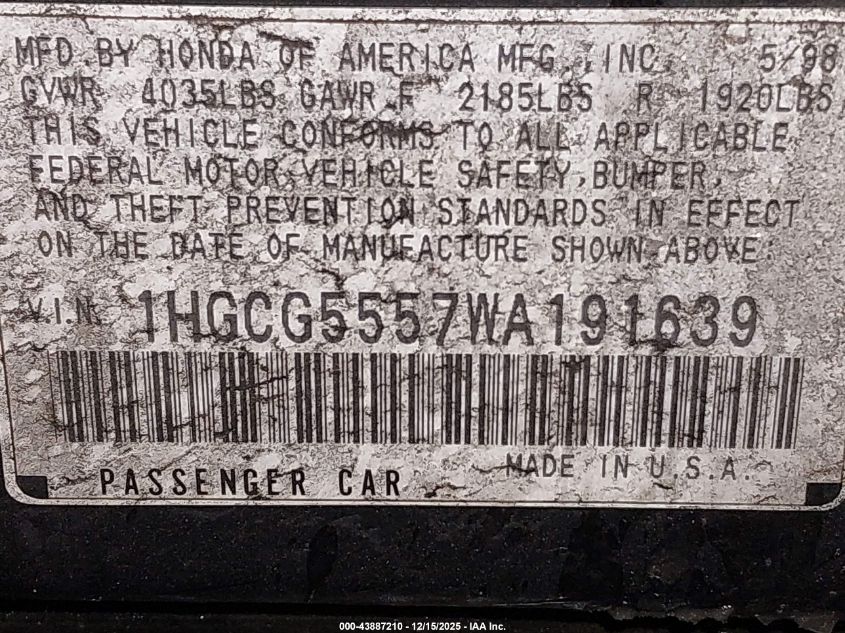 MFD. BY HONDA OF AMERICA MFG., INC. 5/98
GVWR 4035LBS GAWR F 2185LBS R 1920LBS
THIS VEHICLE CONFORMS TO ALL APPLICABLE
FEDERAL MOTOR VEHICLE SAFETY, BUMPER,
AND THEFT PREVENTION STANDARDS IN EFFECT
ON THE DATE OF MANUFACTURE SHOWN ABOVE.
V.I.N. 1HGCG5557WA191639
PASSENGER CAR MADE IN U.S.A.
000-43887210 - 12/15/2025 - IAA Inc.